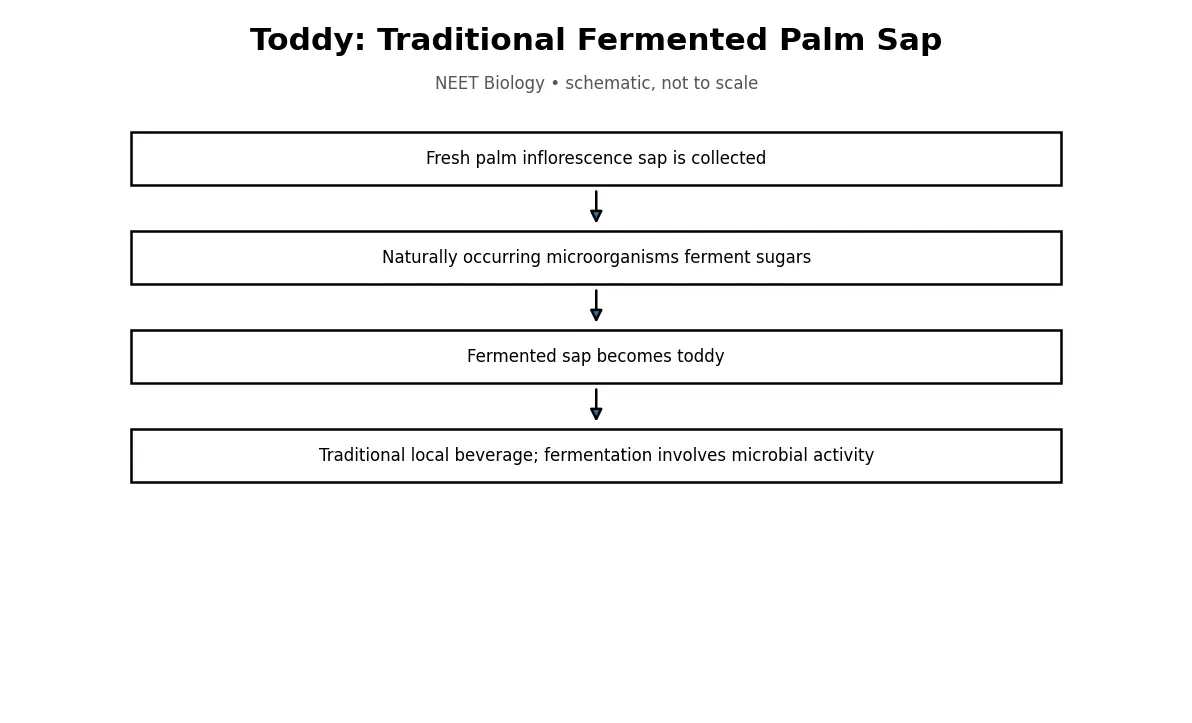 Toddy: Traditional Fermented Palm Sap
NEET Biology • schematic, not to scale
Fresh palm inflorescence sap is collected
Naturally occurring microorganisms ferment sugars
Fermented sap becomes toddy
Traditional local beverage; fermentation involves microbial activity